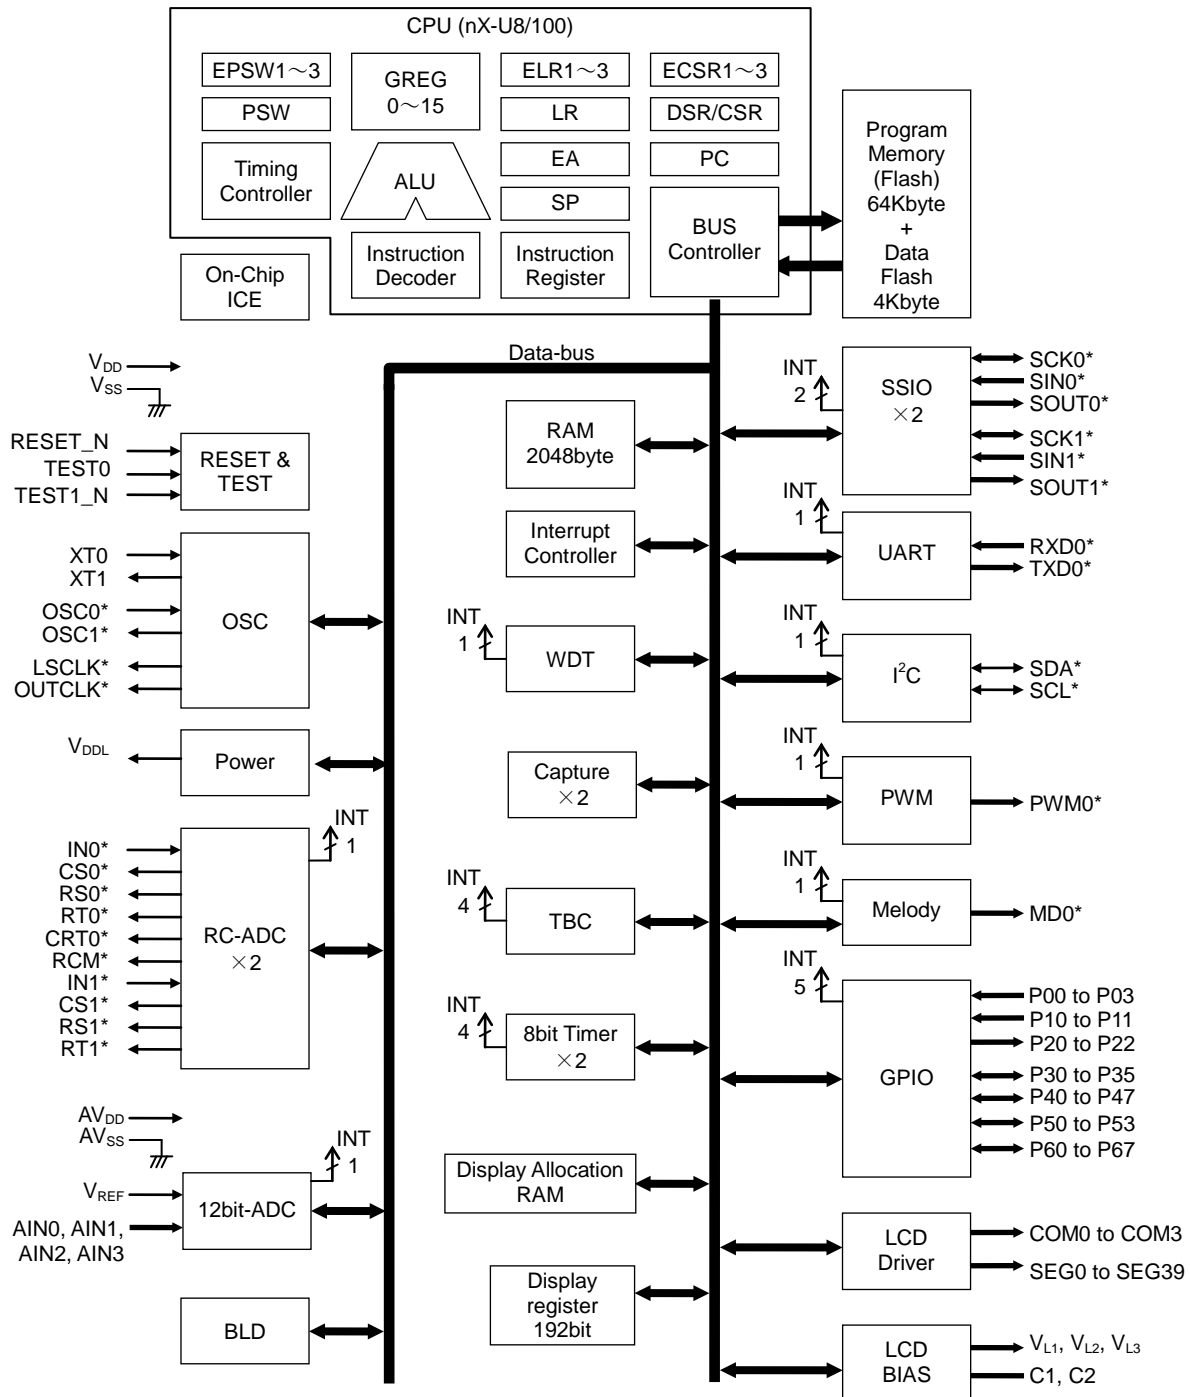 CPU (nX-U8/100)
EPSW1～3
GREG
0～15
ELR1～3
ECSR1～3
PSW
LR
DSR/CSR
Timing
Controller
ALU
EA
PC
SP
BUS
Controller
Instruction
Decoder
Instruction
Register
On-Chip
ICE
Program
Memory
(Flash)
64Kbyte
+
Data
Flash
4Kbyte
Data-bus
VDD
VSS
RESET_N
TEST0
TEST1_N
RESET &
TEST
XT0
XT1
OSC0*
OSC1*
LSCLK*
OUTCLK*
OSC
VDDL
Power
IN0*
CS0*
RS0*
RT0*
CRT0*
RCM*
IN1*
CS1*
RS1*
RT1*
RC-ADC
×2
INT
1
AVDD
AVSS
VREF
AIN0, AIN1,
AIN2, AIN3
12bit-ADC
INT
1
BLD
RAM
2048byte
Interrupt
Controller
INT
1
WDT
Capture
×2
INT
4
TBC
INT
4
8bit Timer
×2
Display Allocation
RAM
Display
register
192bit
INT
2
SSIO
×2
SCK0*
SIN0*
SOUT0*
SCK1*
SIN1*
SOUT1*
INT
1
UART
RXD0*
TXD0*
INT
1
I²C
SDA*
SCL*
INT
1
PWM
PWM0*
INT
1
Melody
MD0*
INT
5
GPIO
P00 to P03
P10 to P11
P20 to P22
P30 to P35
P40 to P47
P50 to P53
P60 to P67
LCD
Driver
COM0 to COM3
SEG0 to SEG39
LCD
BIAS
VL1, VL2, VL3
C1, C2